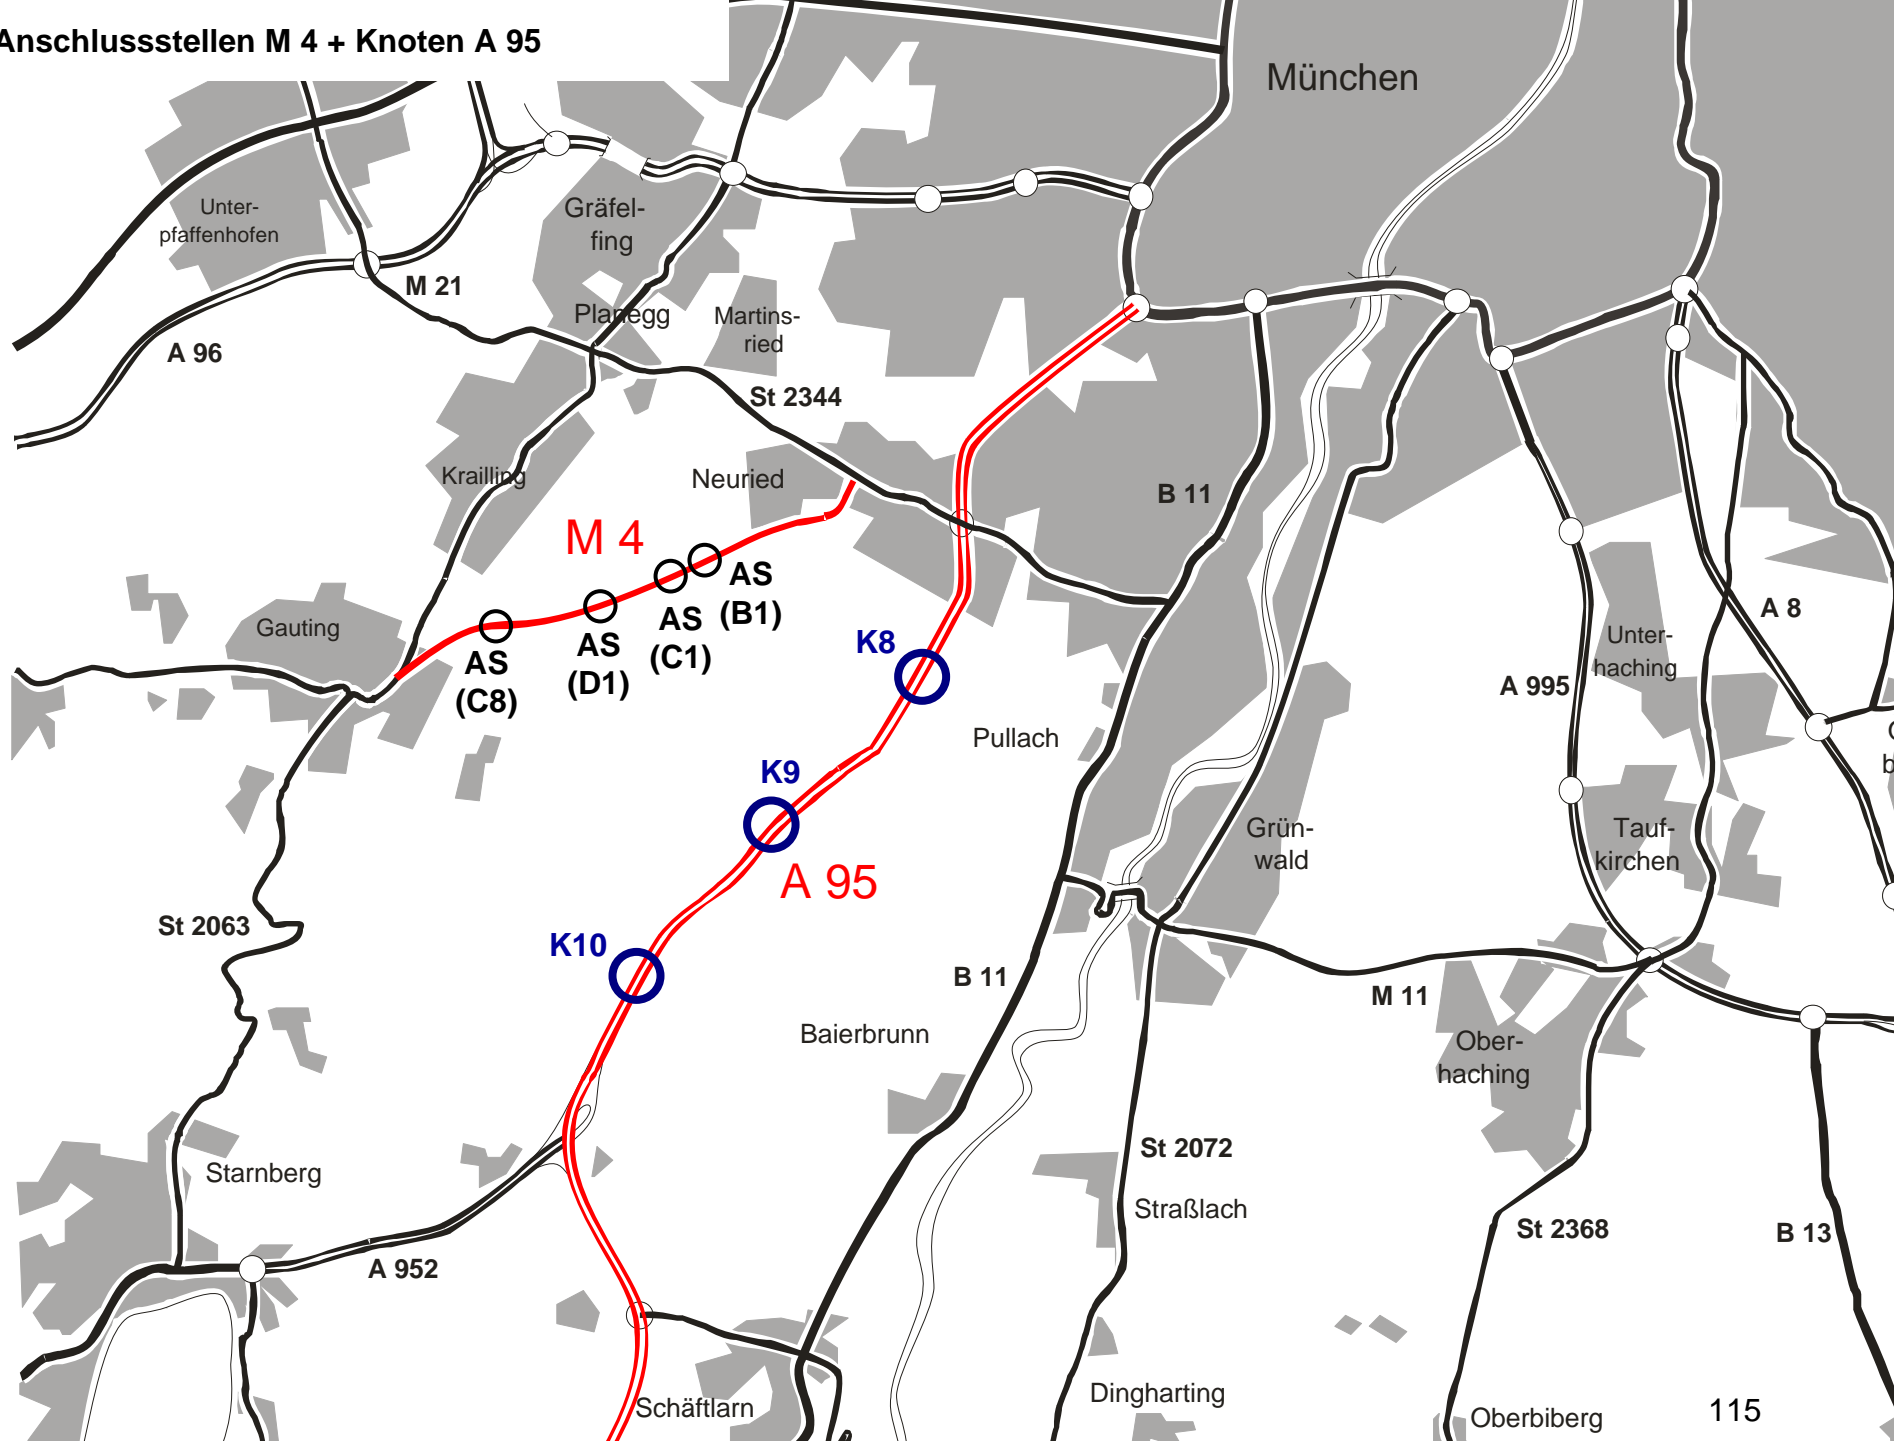 Anschlussstellen M 4 + Knoten A 95
München
Unter-
pfaffenhofen
Gräfel-
fing
M 21
Planegg
Martins-
ried
A 96
St 2344
Krailling
Neuried
B 11
M 4
AS
(B1)
AS
(C1)
AS
(D1)
AS
(C8)
Gauting
K8
A 8
Unter-
haching
A 995
Pullach
K9
A 95
Grün-
wald
Tauf-
kirchen
St 2063
K10
B 11
M 11
Baierbrunn
Ober-
haching
St 2072
Starnberg
Straßlach
St 2368
B 13
A 952
Dingharting
Schäftlarn
Oberbiberg
115